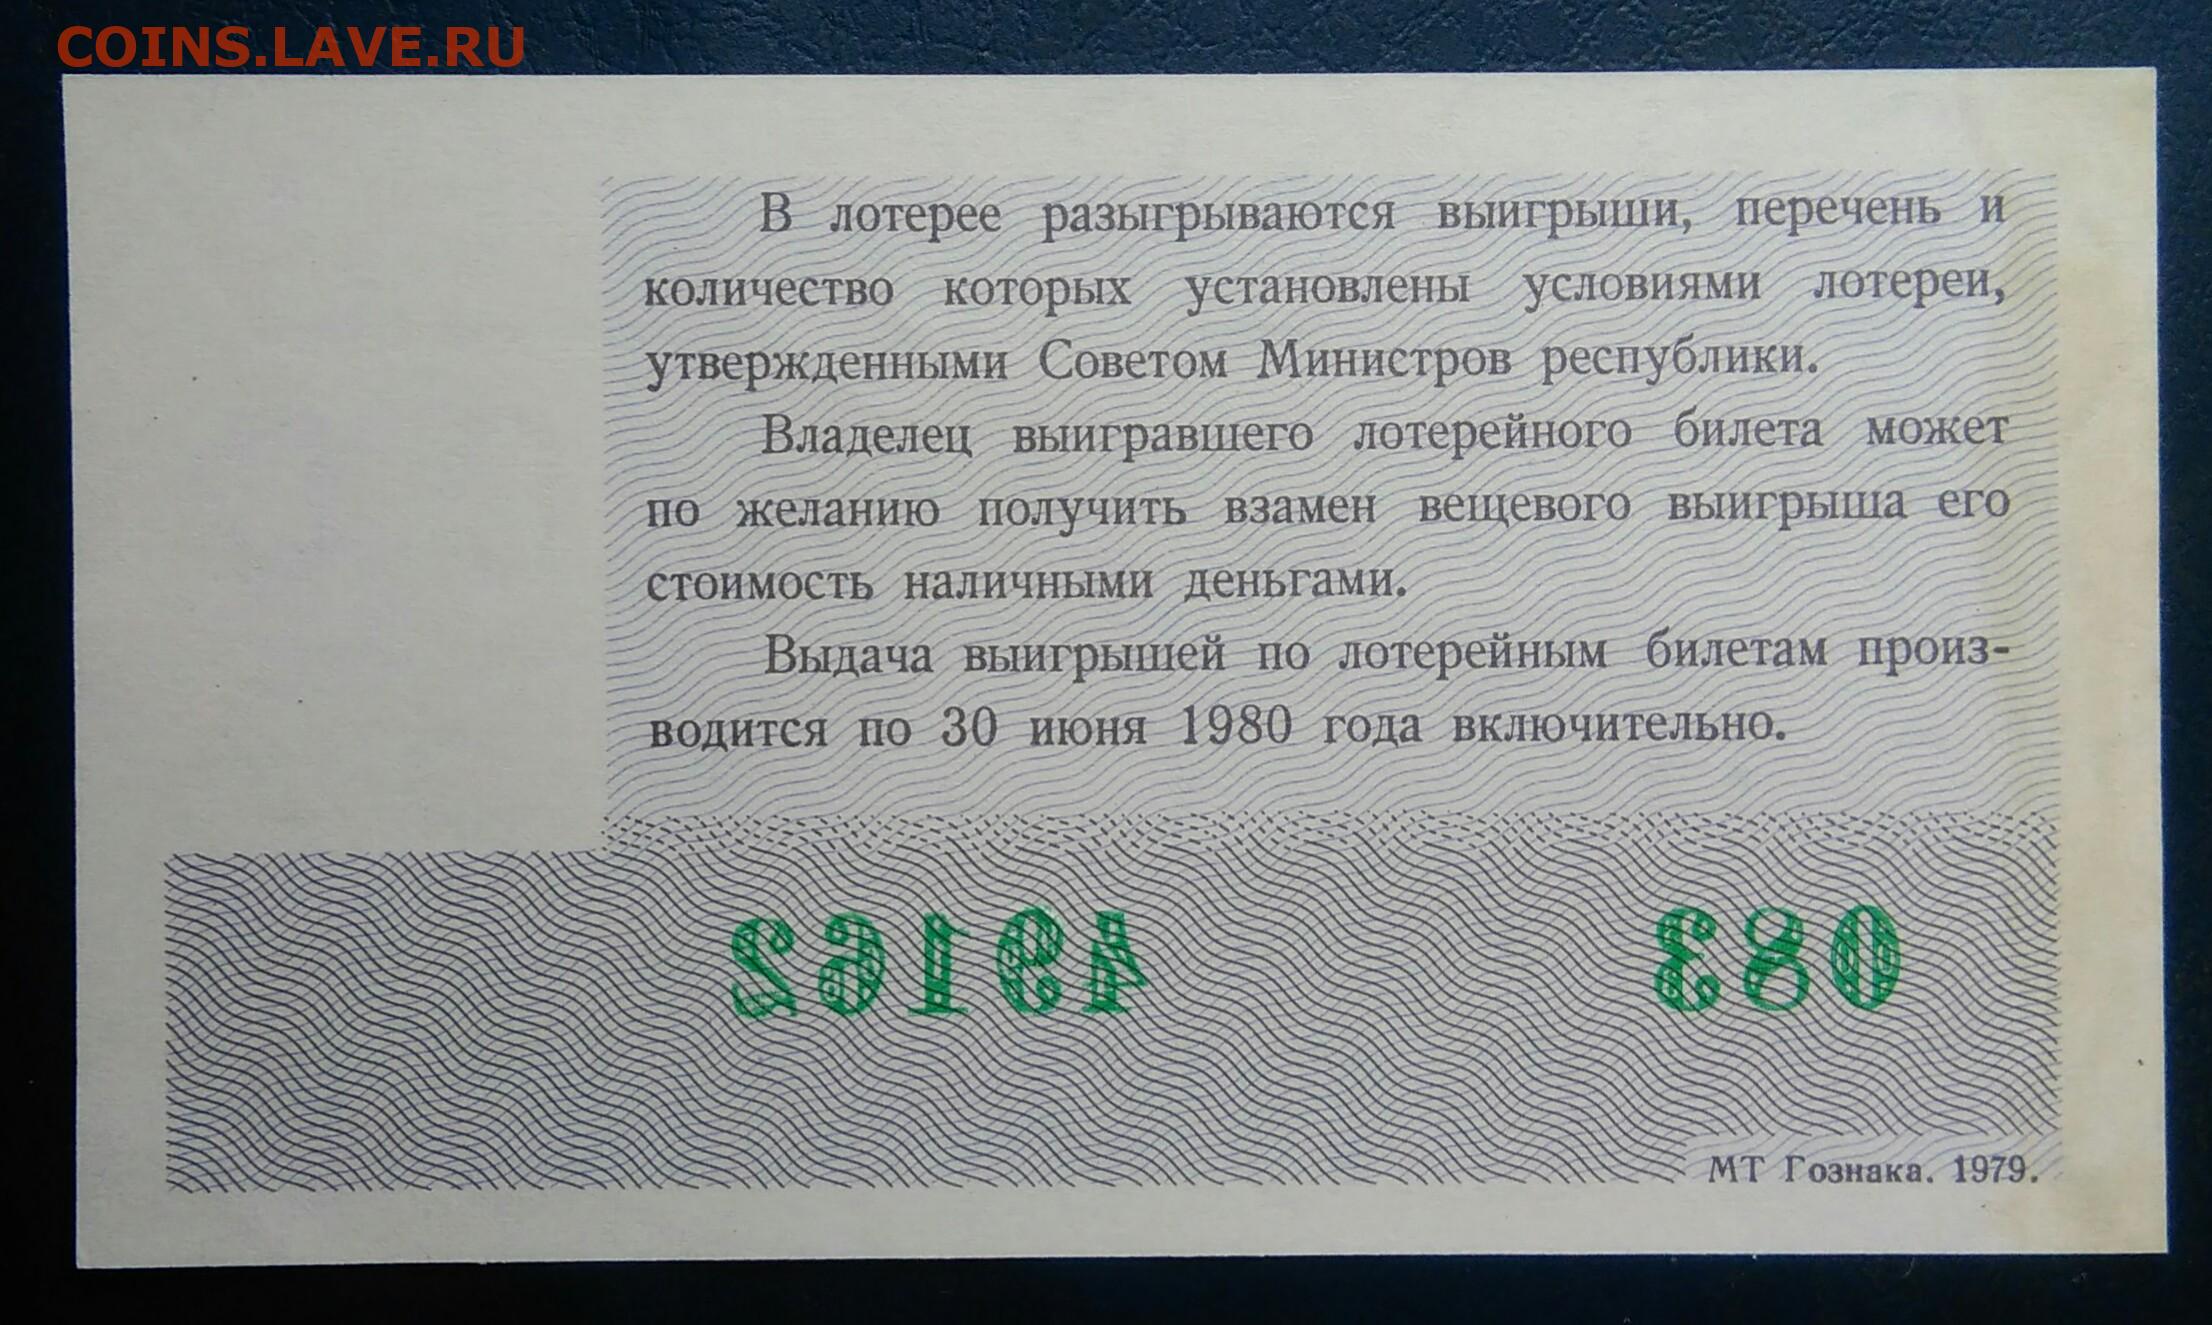 COINS.LAVE.RU
В лотерее разыгрываются выигрыши, перечень и
количество которых установлены условиями лотереи,
утвержденными Советом Министров республики.
Владелец выигравшего лотерейного билета может
по желанию получить взамен вещевого выигрыша его
стоимость наличными деньгами.
Выдача выигрышей по лотерейным билетам произ-
водится по 30 июня 1980 года включительно.
083 49162
МТ Гознака. 1979.